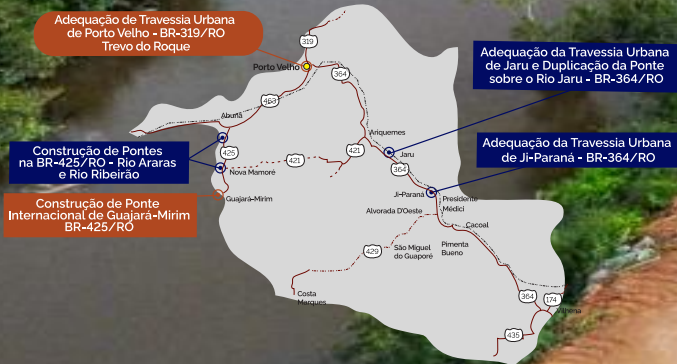 Adequação de Travessia Urbana
de Porto Velho - BR-319/RO
Trevo do Roque
319
Porto Velho
364
Adequação da Travessia Urbana
de Jaru e Duplicação da Ponte
sobre o Rio Jaru - BR-364/RO
Abunã
Ariquemes
Construção de Pontes
na BR-425/RO - Rio Araras
e Rio Ribeirão
425
421
421
Jaru
364
Adequação da Travessia Urbana
de Ji-Paraná - BR-364/RO
Nova Mamoré
Guajará-Mirim
Construção de Ponte
Internacional de Guajará-Mirim
BR-425/RO
Ji-Paraná
Presidente
Médici
Alvorada D'Oeste
Cacoal
429
São Miguel
do Guaporé
Pimenta
Bueno
Costa
Marques
364
174
Vilhena
435